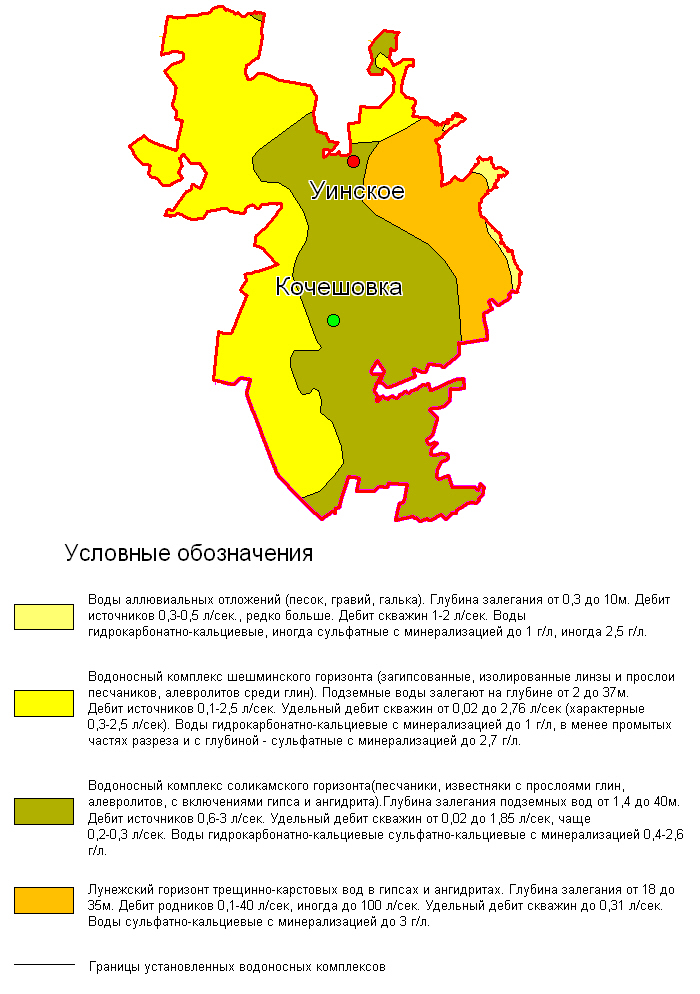 Уинское
Кочешовка
Условные обозначения
Воды аллювиальных отложений (песок, гравий, галька). Глубина залегания от 0,3 до 10м. Дебит
источников 0,3-0,5 л/сек., редко больше. Дебит скважин 1-2 л/сек. Воды
гидрокарбонатно-кальциевые, иногда сульфатные с минерализацией до 1 г/л, иногда 2,5 г/л.
Водоносный комплекс шешминского горизонта (загипсованные, изолированные линзы и прослои
песчаников, алевролитов среди глин). Подземные воды залегают на глубине от 2 до 37м.
Дебит источников 0,1-2,5 л/сек. Удельный дебит скважин от 0,02 до 2,76 л/сек (характерные
0,3-2,5 л/сек). Воды гидрокарбонатно-кальциевые с минерализацией до 1 г/л, в менее промытых
частях разреза и с глубиной - сульфатные с минерализацией до 2,7 г/л.
Водоносный комплекс соликамского горизонта(песчаники, известняки с прослоями глин,
алевролитов, с включениями гипса и ангидрита).Глубина залегания подземных вод от 1,4 до 40м.
Дебит источников 0,6-3 л/сек. Удельный дебит скважин от 0,02 до 1,85 л/сек, чаще
0,2-0,3 л/сек. Воды гидрокарбонатно-кальциевые сульфатно-кальциевые с минерализацией 0,4-2,6
г/л.
Лунежский горизонт трещинно-карстовых вод в гипсах и ангидритах. Глубина залегания от 18 до
35м. Дебит родников 0,1-40 л/сек, иногда до 100 л/сек. Удельный дебит скважин до 0,31 л/сек.
Воды сульфатно-кальциевые с минерализацией до 3 г/л.
Границы установленных водоносных комплексов